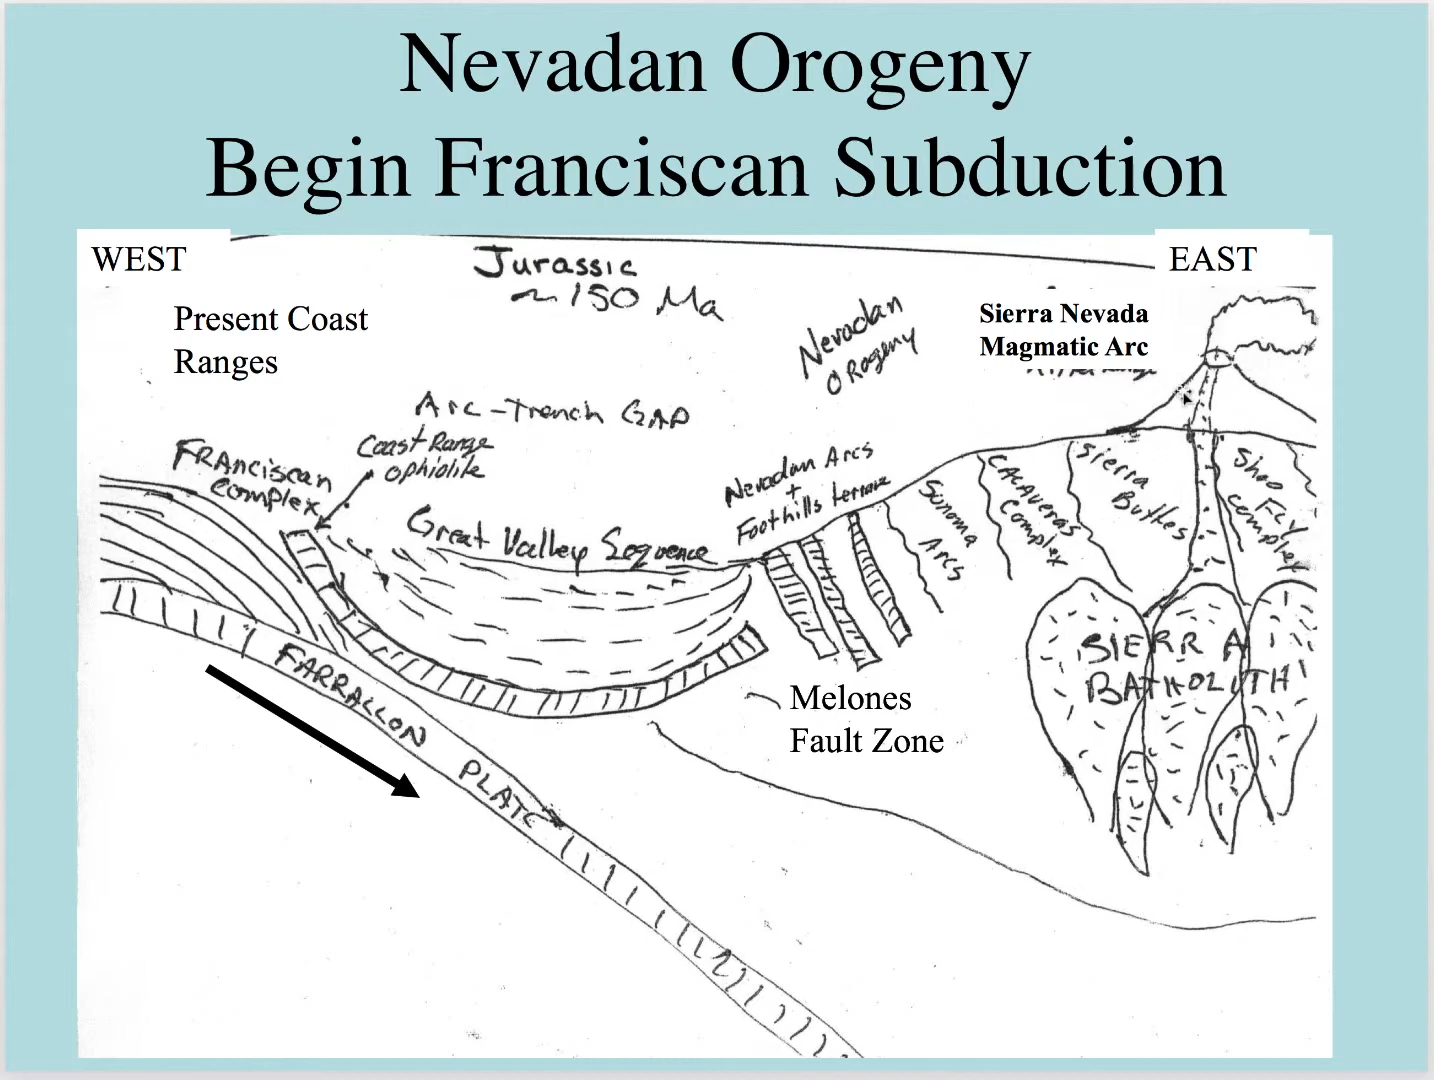 Nevadan Orogeny
Begin Franciscan Subduction
WEST
EAST
Jurassic
~ 150 Ma
Present Coast
Ranges
Nevadan
Orogeny
Sierra Nevada
Magmatic Arc
Arc-Trench GAP
Coast Range
ophiolite
FRAnciscan
complex
Great Valley Sequence
Nevadan Arcs
+
Foothills terrane
Sonoma
Arcs
CALAVERAS
Complex
Sierra
Buttes
Shoo FLY
complex
SIERRA
BATHOLITH
FARRALLON
PLATE
Melones
Fault Zone